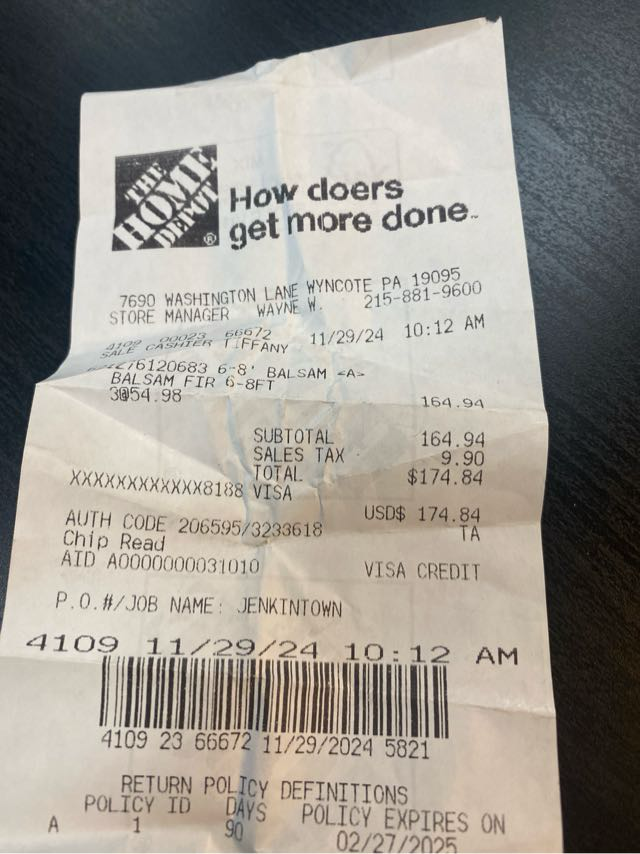 THE
HOME
DEPOT
®
How doers
get more done™
7690 WASHINGTON LANE WYNCOTE PA 19095
STORE MANAGER WAYNE W. 215-881-9600
4109 00023 66672 11/29/24 10:12 AM
SALE CASHIER TIFFANY
6120683 6-8' BALSAM <A>
BALSAM FIR 6-8FT
3@54.98 164.94
SUBTOTAL 164.94
SALES TAX 9.90
TOTAL $174.84
XXXXXXXXXXXX8188 VISA
USD$ 174.84
AUTH CODE 206595/3233618 TA
Chip Read
AID A0000000031010 VISA CREDIT
P.O.#/JOB NAME: JENKINTOWN
4109 11/29/24 10:12 AM
4109 23 66672 11/29/2024 5821
RETURN POLICY DEFINITIONS
POLICY ID DAYS POLICY EXPIRES ON
A 1 90 02/27/2025